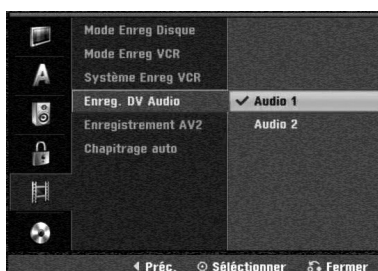 Mode Enreg Disque
Mode Enreg VCR
Système Enreg VCR
Enreg. DV Audio
✔ Audio 1
Audio 2
Enregistrement AV2
Chapitrage auto
Préc. Séléctionner Fermer